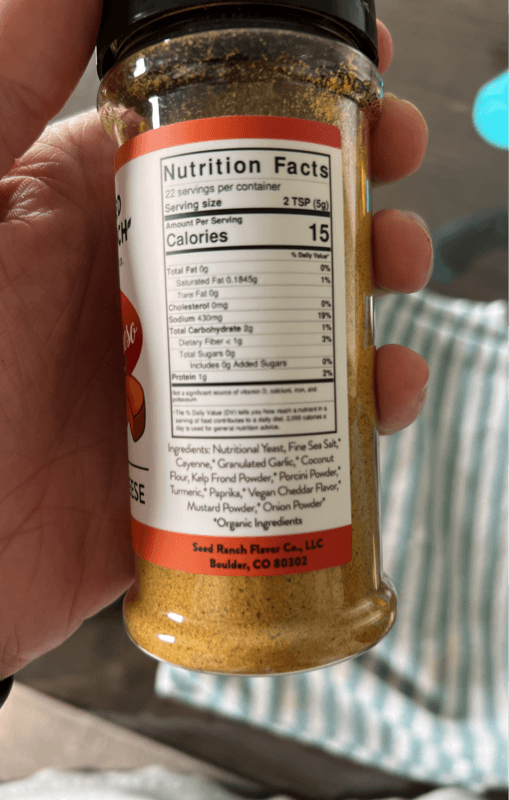 Nutrition Facts
22 servings per container
Serving size 2 TSP (5g)
Amount Per Serving
Calories 15
% Daily Value*
Total Fat 0g 0%
Saturated Fat 0.1845g 1%
Trans Fat 0g
Cholesterol 0mg 0%
Sodium 430mg 19%
Total Carbohydrate 2g 1%
Dietary Fiber < 1g 3%
Total Sugars 0g
Includes 0g Added Sugars 0%
Protein 1g 2%
Not a significant source of vitamin D, calcium, iron, and
potassium
*The % Daily Value (DV) tells you how much a nutrient in a
serving of food contributes to a daily diet. 2,000 calories a
day is used for general nutrition advice.
Ingredients: Nutritional Yeast, Fine Sea Salt,*
Cayenne,* Granulated Garlic,* Coconut
Flour, Kelp Frond Powder,* Porcini Powder,*
Turmeric,* Paprika,* Vegan Cheddar Flavor,*
Mustard Powder,* Onion Powder*
*Organic Ingredients
Seed Ranch Flavor Co., LLC
Boulder, CO 80302